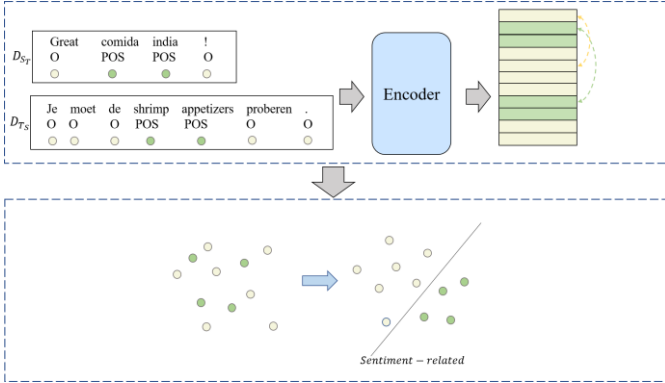 Great comida india !
D_{S_T} O POS POS O
Je moet de shrimp appetizers proberen .
D_{T_S} O O O POS POS O O
Encoder
Sentiment − related